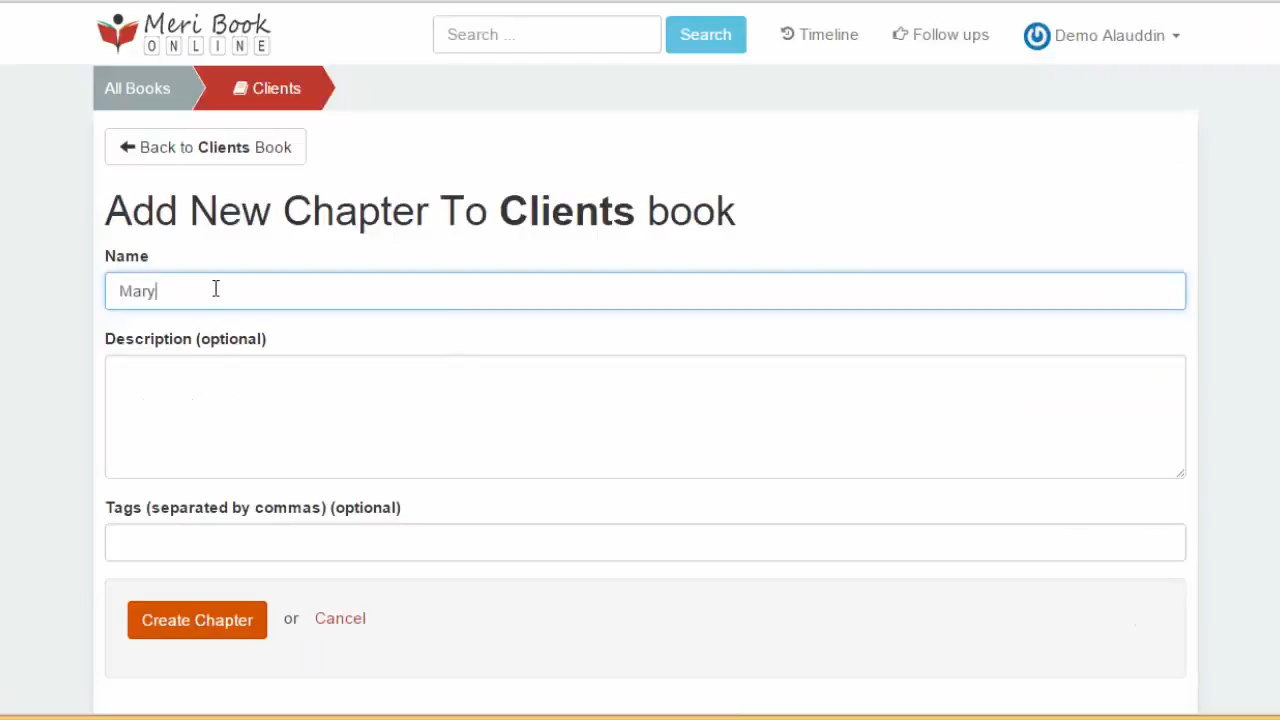 Meri Book
ONLINE
Search ...
Search
Timeline
Follow ups
Demo Alauddin
All Books
Clients
Back to Clients Book
Add New Chapter To Clients book
Name
Mary
Description (optional)
Tags (separated by commas) (optional)
Create Chapter
or
Cancel